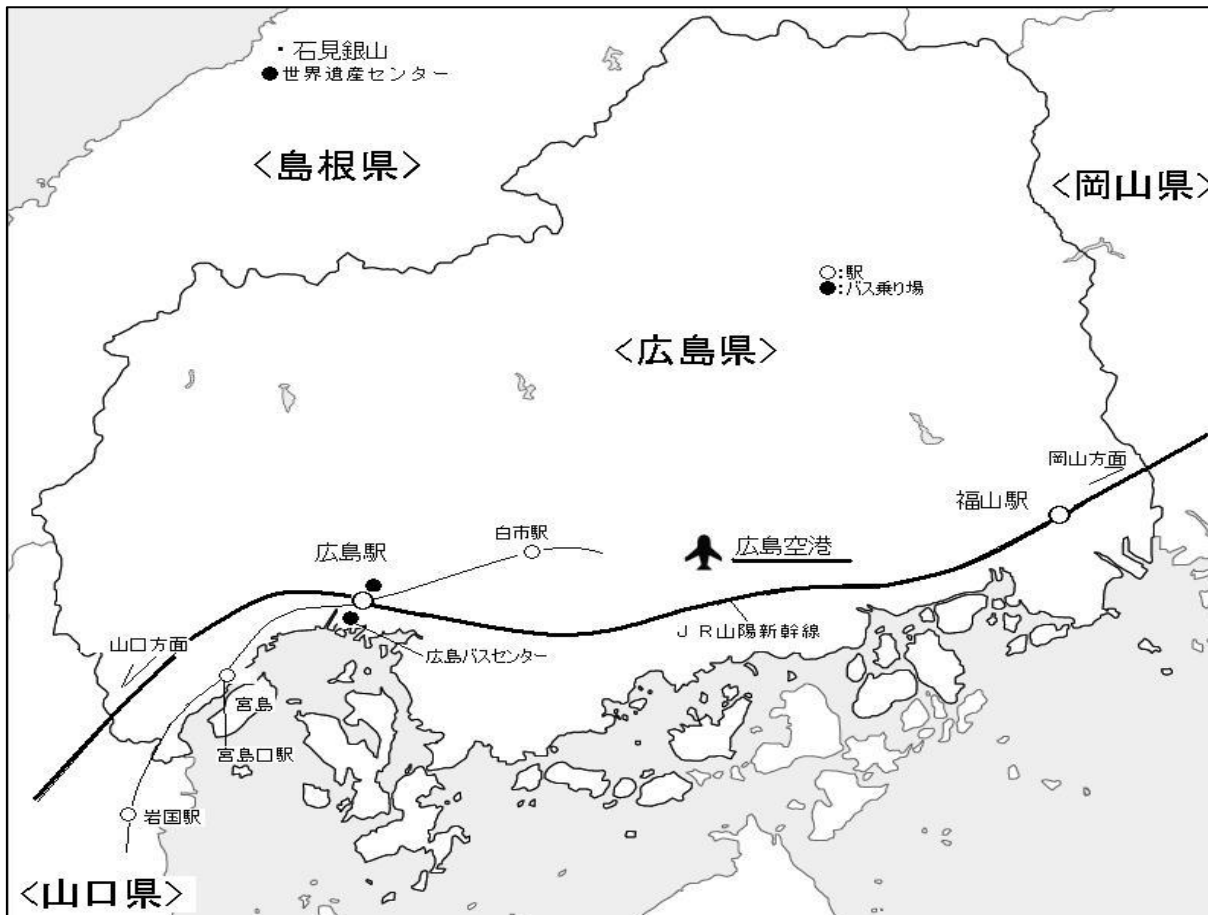 ・石見銀山
●世界遺産センター
<島根県>
<岡山県>
○:駅
●:バス乗り場
<広島県>
岡山方面
福山駅
白市駅
広島空港
広島駅
JR山陽新幹線
山口方面
広島バスセンター
宮島
宮島口駅
岩国駅
<山口県>